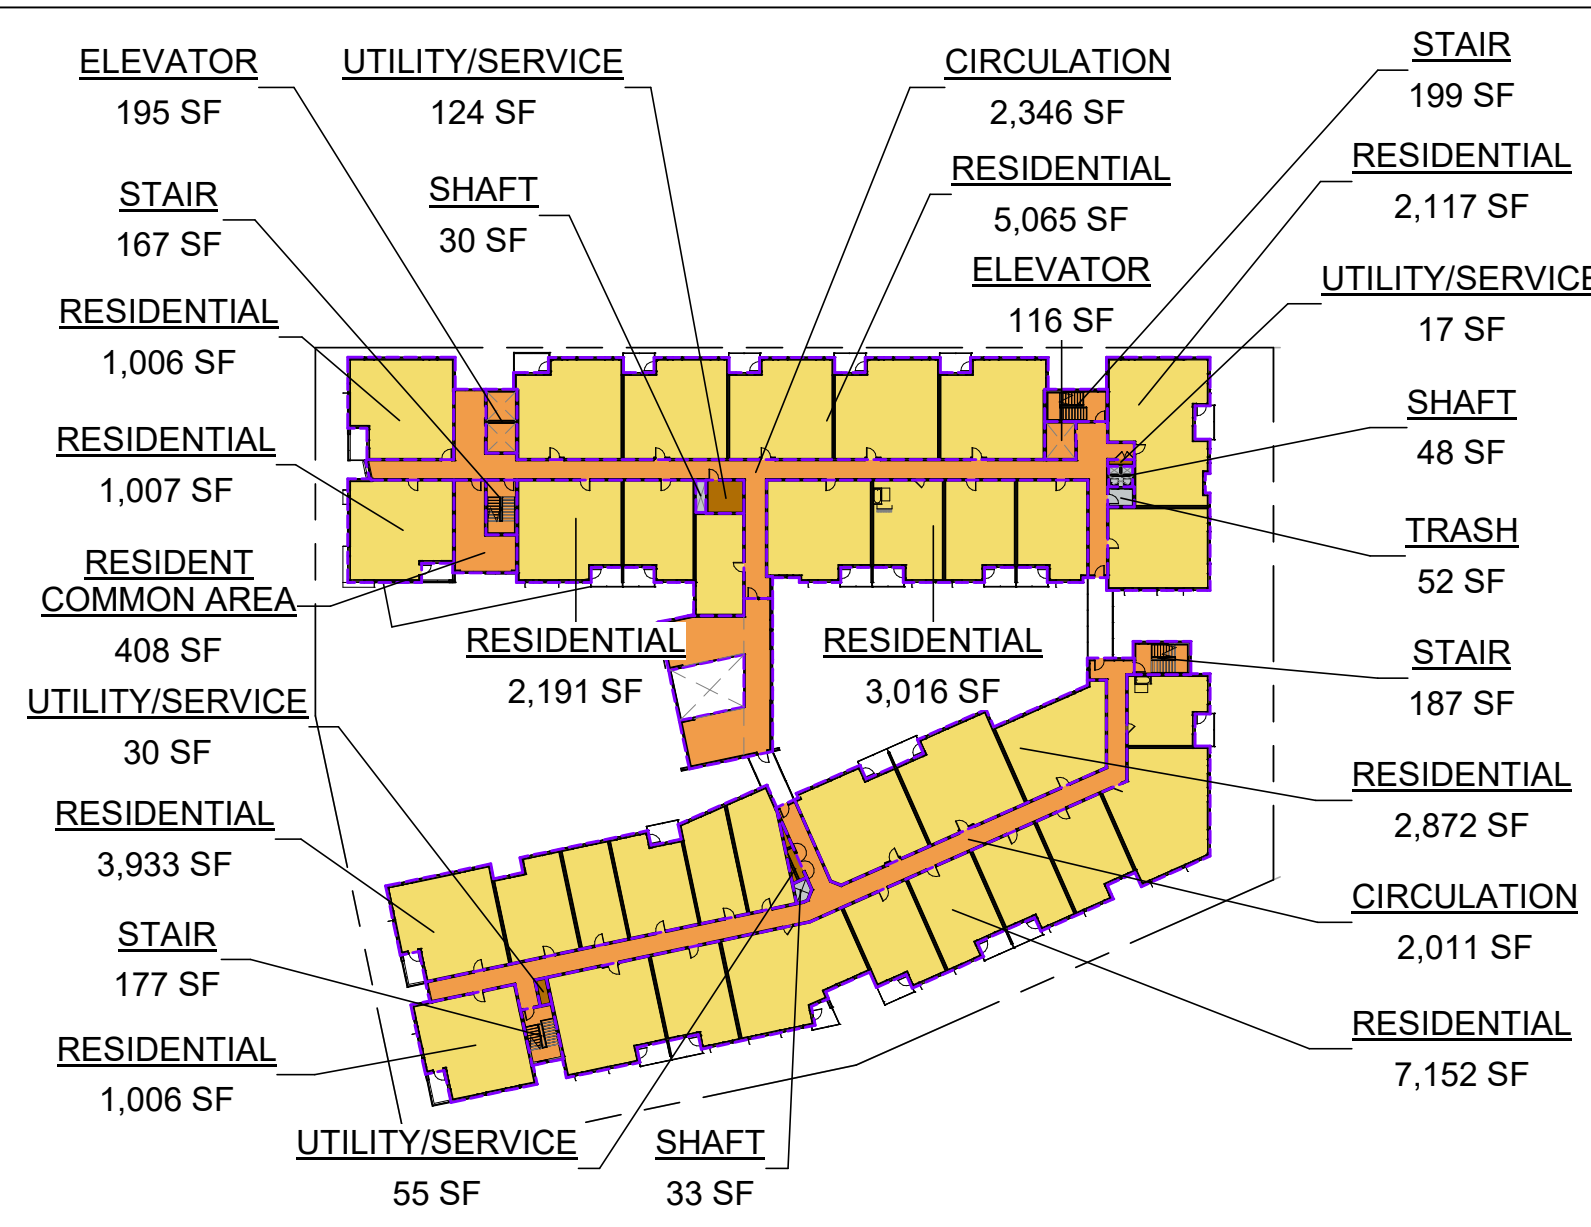 ELEVATOR
195 SF
UTILITY/SERVICE
124 SF
CIRCULATION
2,346 SF
STAIR
199 SF
STAIR
167 SF
SHAFT
30 SF
RESIDENTIAL
5,065 SF
RESIDENTIAL
2,117 SF
ELEVATOR
116 SF
UTILITY/SERVICE
17 SF
RESIDENTIAL
1,006 SF
SHAFT
48 SF
RESIDENTIAL
1,007 SF
TRASH
52 SF
RESIDENT
COMMON AREA
408 SF
RESIDENTIAL
2,191 SF
RESIDENTIAL
3,016 SF
STAIR
187 SF
UTILITY/SERVICE
30 SF
RESIDENTIAL
2,872 SF
RESIDENTIAL
3,933 SF
CIRCULATION
2,011 SF
STAIR
177 SF
RESIDENTIAL
7,152 SF
RESIDENTIAL
1,006 SF
UTILITY/SERVICE
55 SF
SHAFT
33 SF